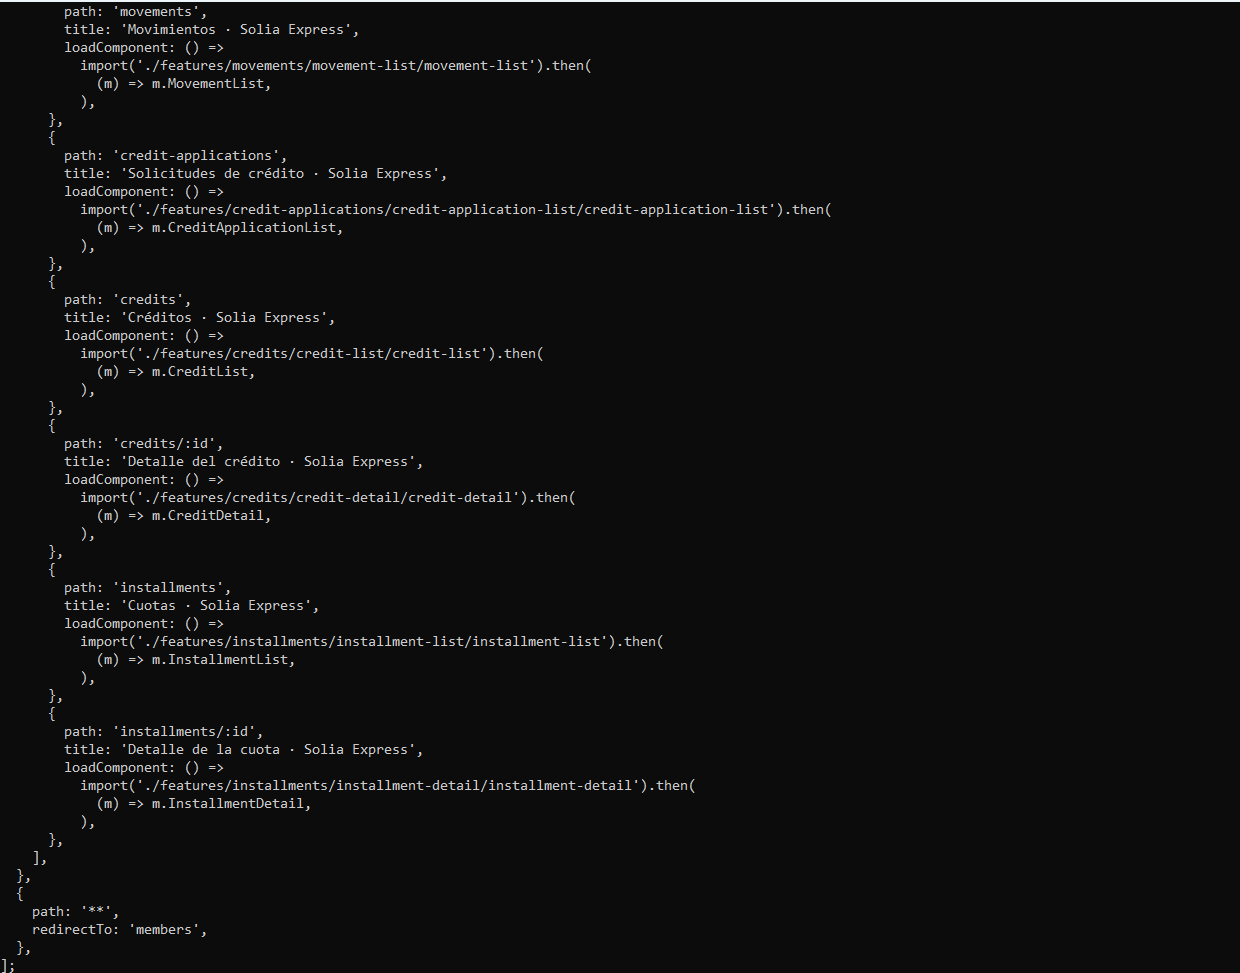 path: 'movements',
title: 'Movimientos · Solia Express',
loadComponent: () =>
import('./features/movements/movement-list/movement-list').then(
(m) => m.MovementList,
),
},
{
path: 'credit-applications',
title: 'Solicitudes de crédito · Solia Express',
loadComponent: () =>
import('./features/credit-applications/credit-application-list/credit-application-list').then(
(m) => m.CreditApplicationList,
),
},
{
path: 'credits',
title: 'Créditos · Solia Express',
loadComponent: () =>
import('./features/credits/credit-list/credit-list').then(
(m) => m.CreditList,
),
},
{
path: 'credits/:id',
title: 'Detalle del crédito · Solia Express',
loadComponent: () =>
import('./features/credits/credit-detail/credit-detail').then(
(m) => m.CreditDetail,
),
},
{
path: 'installments',
title: 'Cuotas · Solia Express',
loadComponent: () =>
import('./features/installments/installment-list/installment-list').then(
(m) => m.InstallmentList,
),
},
{
path: 'installments/:id',
title: 'Detalle de la cuota · Solia Express',
loadComponent: () =>
import('./features/installments/installment-detail/installment-detail').then(
(m) => m.InstallmentDetail,
),
},
],
},
{
path: '**',
redirectTo: 'members',
},
];